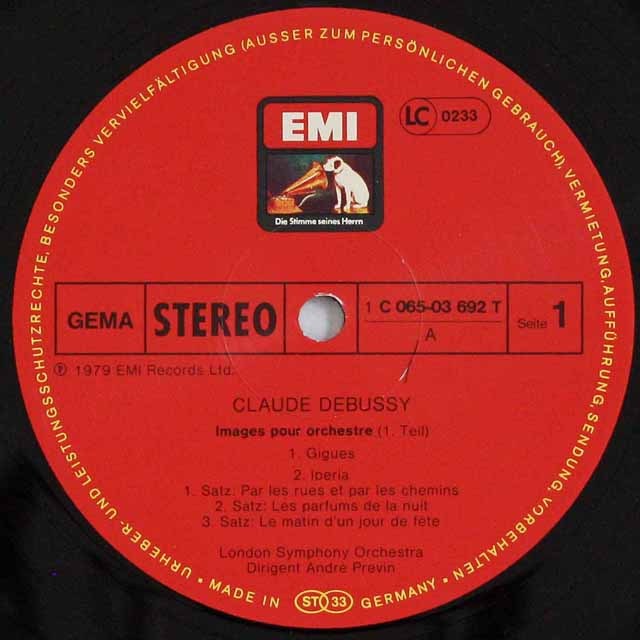 URHEBER- UND LEISTUNGSSCHUTZRECHTE, BESONDERS VERVIELFÄLTIGUNG (AUSSER ZUM PERSÖNLICHEN GEBRAUCH), VERMIETUNG, AUFFÜHRUNG, SENDUNG, VORBEHALTEN
EMI
Die Stimme seines Herrn
LC 0233
GEMA
STEREO
1 C 065-03 692 T
A
Seite 1
℗ 1979 EMI Records Ltd.
CLAUDE DEBUSSY
Images pour orchestre (1. Teil)
1. Gigues
2. Iberia
1. Satz: Par les rues et par les chemins
2. Satz: Les parfums de la nuit
3. Satz: Le matin d'un jour de fête
London Symphony Orchestra
Dirigent André Previn
• MADE IN ST 33 GERMANY •